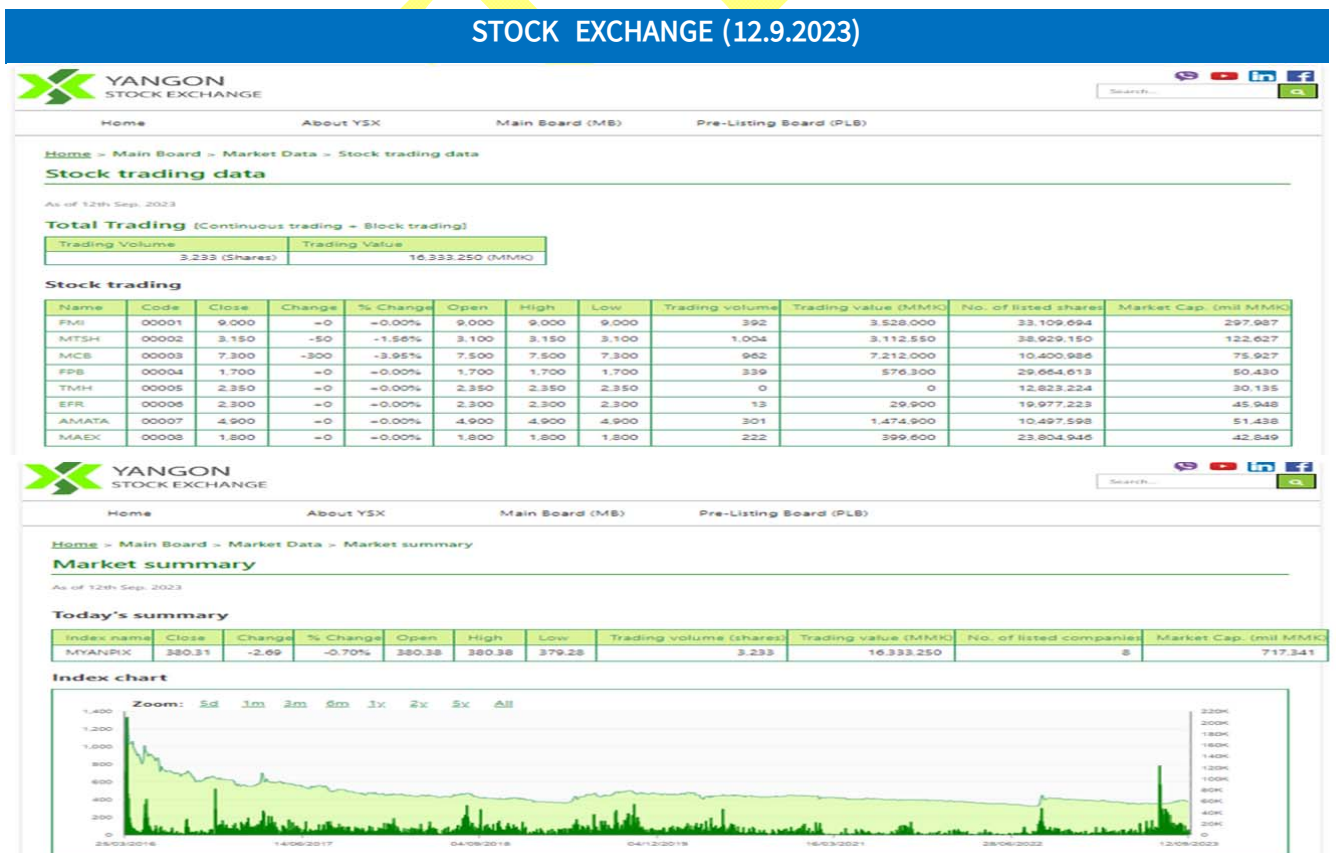 STOCK EXCHANGE (12.9.2023)
YANGON
STOCK EXCHANGE
Search...
Home About YSX Main Board (MB) Pre-Listing Board (PLB)
Home > Main Board > Market Data > Stock trading data
Stock trading data
As of 12th Sep. 2023
Total Trading [Continuous trading + Block trading]
Trading Volume Trading Value
3,233 (Shares) 16,333,250 (MMK)
Stock trading
Name Code Close Change % Change Open High Low Trading volume Trading value (MMK) No. of listed shares Market Cap. (mil MMK)
FMI 00001 9,000 =0 =0.00% 9,000 9,000 9,000 392 3,528,000 33,109,694 297,987
MTSH 00002 3,150 -50 -1.56% 3,100 3,150 3,100 1,004 3,112,550 38,929,150 122,627
MCB 00003 7,300 -300 -3.95% 7,500 7,500 7,300 962 7,212,000 10,400,986 75,927
FPB 00004 1,700 =0 =0.00% 1,700 1,700 1,700 339 576,300 29,664,613 50,430
TMH 00005 2,350 =0 =0.00% 2,350 2,350 2,350 0 0 12,823,224 30,135
EFR 00006 2,300 =0 =0.00% 2,300 2,300 2,300 13 29,900 19,977,223 45,948
AMATA 00007 4,900 =0 =0.00% 4,900 4,900 4,900 301 1,474,900 10,497,598 51,438
MAEX 00008 1,800 =0 =0.00% 1,800 1,800 1,800 222 399,600 23,804,946 42,849
YANGON
STOCK EXCHANGE
Search...
Home About YSX Main Board (MB) Pre-Listing Board (PLB)
Home > Main Board > Market Data > Market summary
Market summary
As of 12th Sep. 2023
Today's summary
Index name Close Change % Change Open High Low Trading volume (shares) Trading value (MMK) No. of listed companies Market Cap. (mil MMK)
MYANPIX 380.31 -2.69 -0.70% 380.38 380.38 379.28 3,233 16,333,250 8 717,341
Index chart
Zoom: 5d 1m 3m 6m 1y 2y 5y All
1,400 220K
200K
1,200 180K
1,000 160K
140K
800 120K
600 100K
80K
400 60K
200 40K
20K
0 0
25/03/2016 14/06/2017 04/09/2018 04/12/2019 16/03/2021 28/06/2022 12/09/2023